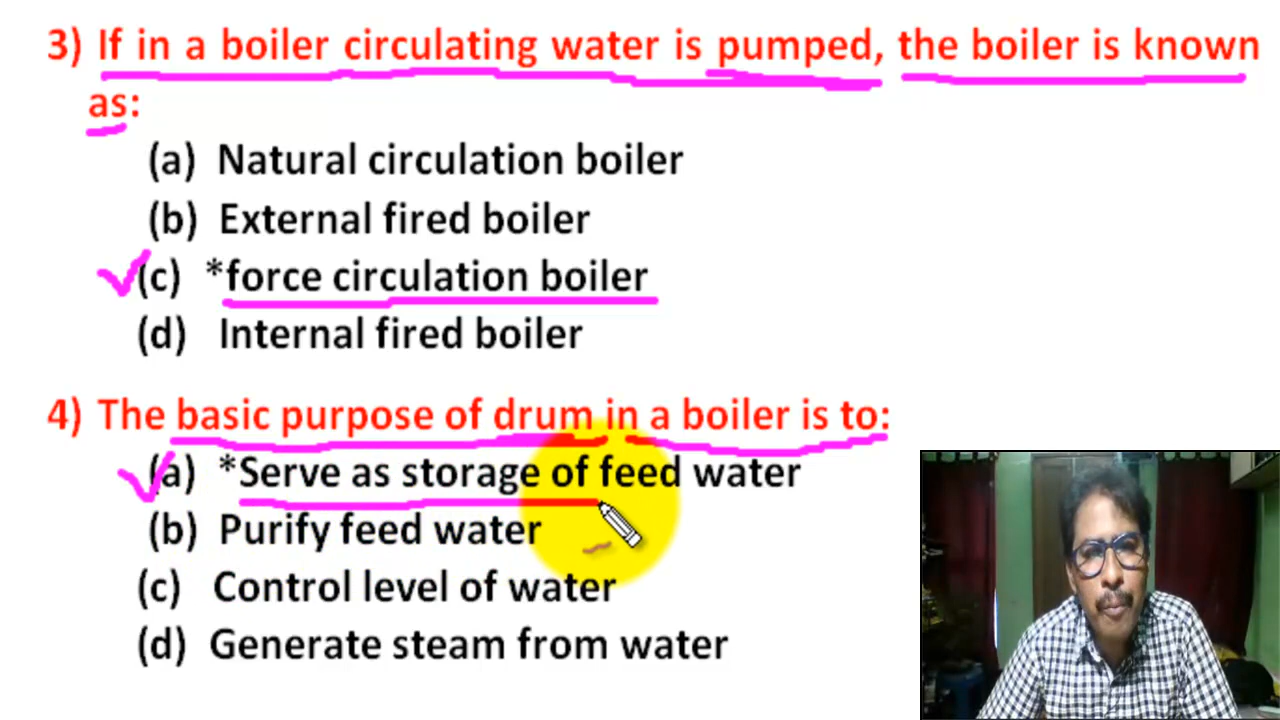 3) If in a boiler circulating water is pumped, the boiler is known
as:
(a) Natural circulation boiler
(b) External fired boiler
(c) *force circulation boiler
(d) Internal fired boiler
4) The basic purpose of drum in a boiler is to:
(a) *Serve as storage of feed water
(b) Purify feed water
(c) Control level of water
(d) Generate steam from water